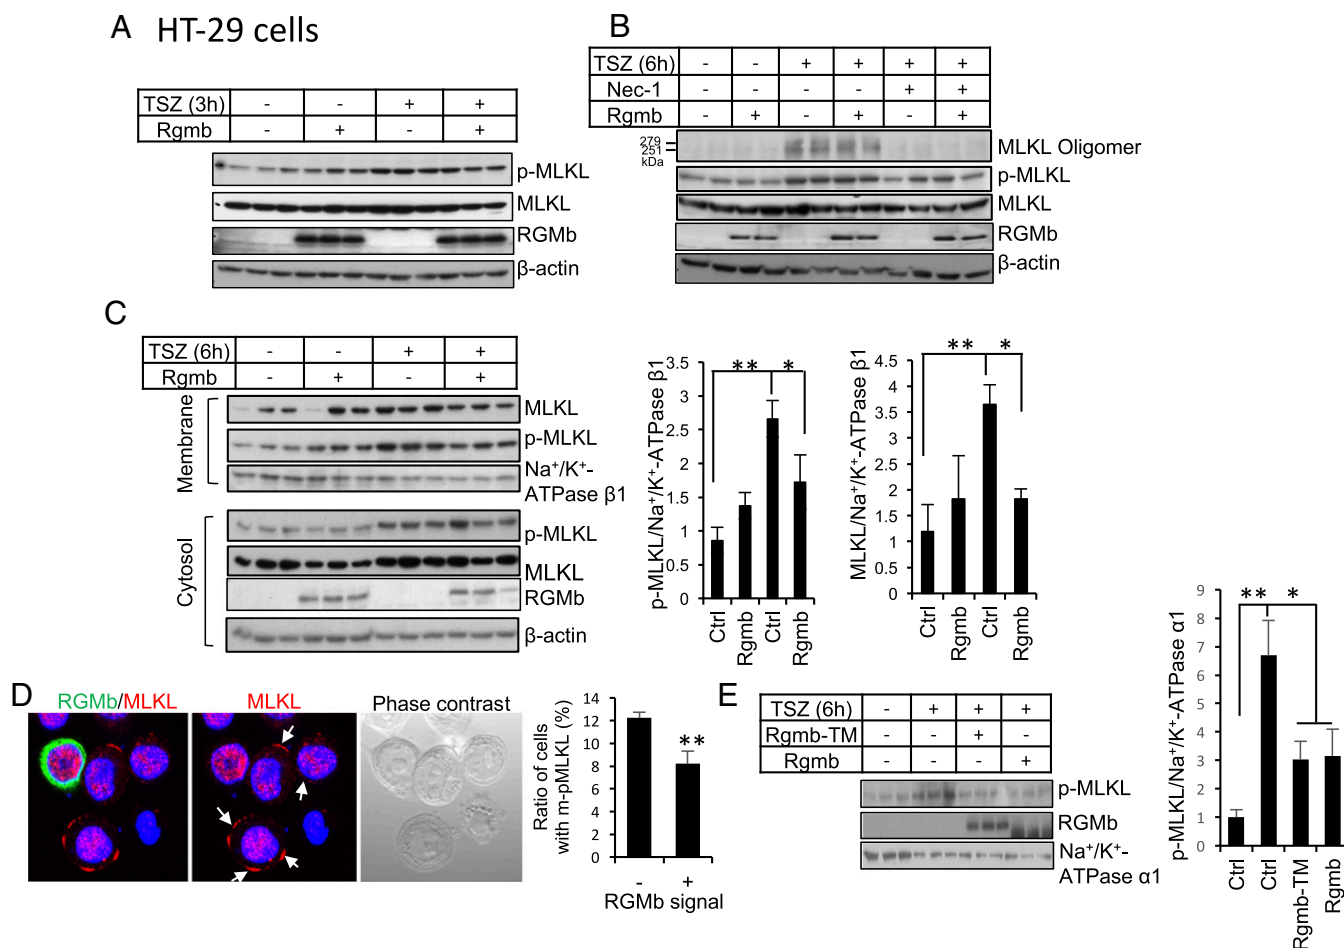 A HT-29 cells
TSZ (3h) - - + +
Rgmb - + - +
p-MLKL
MLKL
RGMb
β-actin
B
TSZ (6h) - - + + + +
Nec-1 - - - - + +
Rgmb - + - + - +
279
251
kDa
MLKL Oligomer
p-MLKL
MLKL
RGMb
β-actin
C
TSZ (6h) - - + +
Rgmb - + - +
Membrane
MLKL
p-MLKL
Na⁺/K⁺-
ATPase β1
Cytosol
p-MLKL
MLKL
RGMb
β-actin
p-MLKL/Na⁺/K⁺-ATPase β1
3.5
3
2.5
2
1.5
1
0.5
0
** *
Ctrl
Rgmb
Ctrl
Rgmb
MLKL/Na⁺/K⁺-ATPase β1
4.5
4
3.5
3
2.5
2
1.5
1
0.5
0
** *
Ctrl
Rgmb
Ctrl
Rgmb
D
RGMb/MLKL
MLKL
Phase contrast
Ratio of cells
with m-pMLKL (%)
14
12
10
8
6
4
2
0
**
- +
RGMb signal
E
TSZ (6h) - + + +
Rgmb-TM - - + -
Rgmb - - - +
p-MLKL
RGMb
Na⁺/K⁺-
ATPase α1
p-MLKL/Na⁺/K⁺-ATPase α1
9
8
7
6
5
4
3
2
1
0
** *
Ctrl
Ctrl
Rgmb-TM
Rgmb